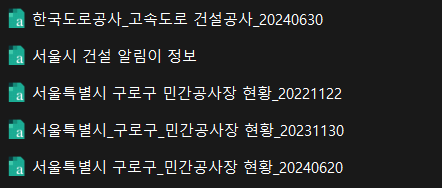 한국도로공사_고속도로 건설공사_20240630
서울시 건설 알림이 정보
서울특별시 구로구 민간공사장 현황_20221122
서울특별시_구로구_민간공사장 현황_20231130
서울특별시 구로구_민간공사장 현황_20240620